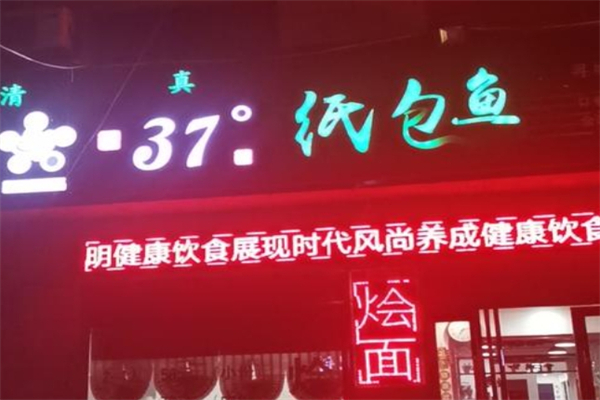 清真
37°纸包鱼
明健康饮食展现时代风尚养成健康饮食
烩面